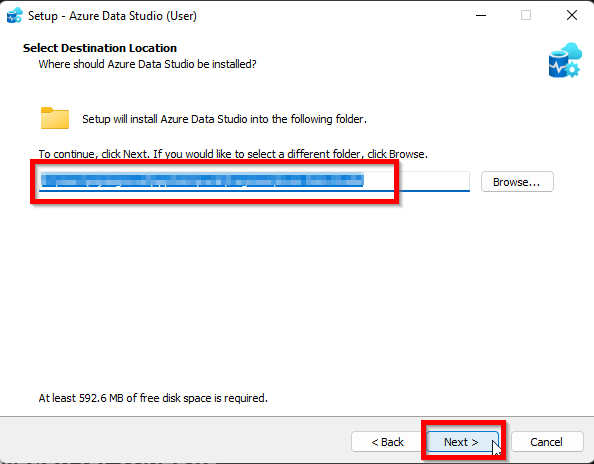 Setup - Azure Data Studio (User)
Select Destination Location
Where should Azure Data Studio be installed?
Setup will install Azure Data Studio into the following folder.
To continue, click Next. If you would like to select a different folder, click Browse.
Browse...
At least 592.6 MB of free disk space is required.
< Back
Next >
Cancel